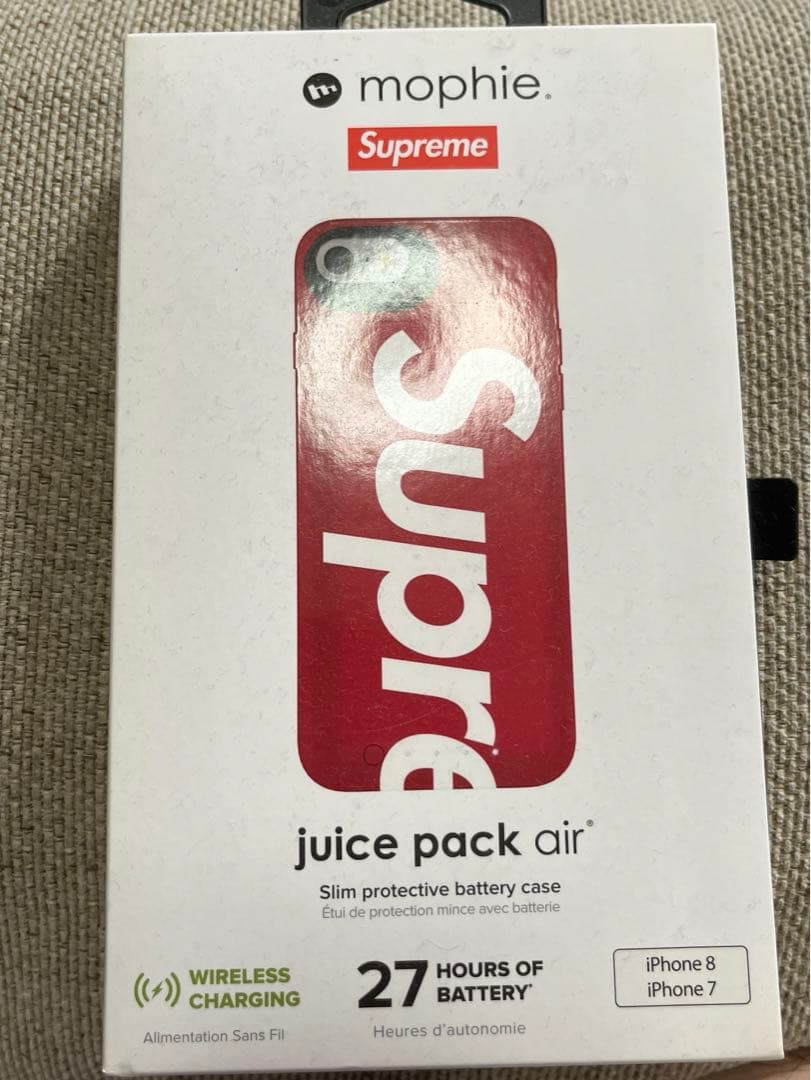 mophie®
Supreme
Supre
juice pack air®
Slim protective battery case
Étui de protection mince avec batterie
WIRELESS
CHARGING
Alimentation Sans Fil
27 HOURS OF
BATTERY*
Heures d'autonomie
iPhone 8
iPhone 7